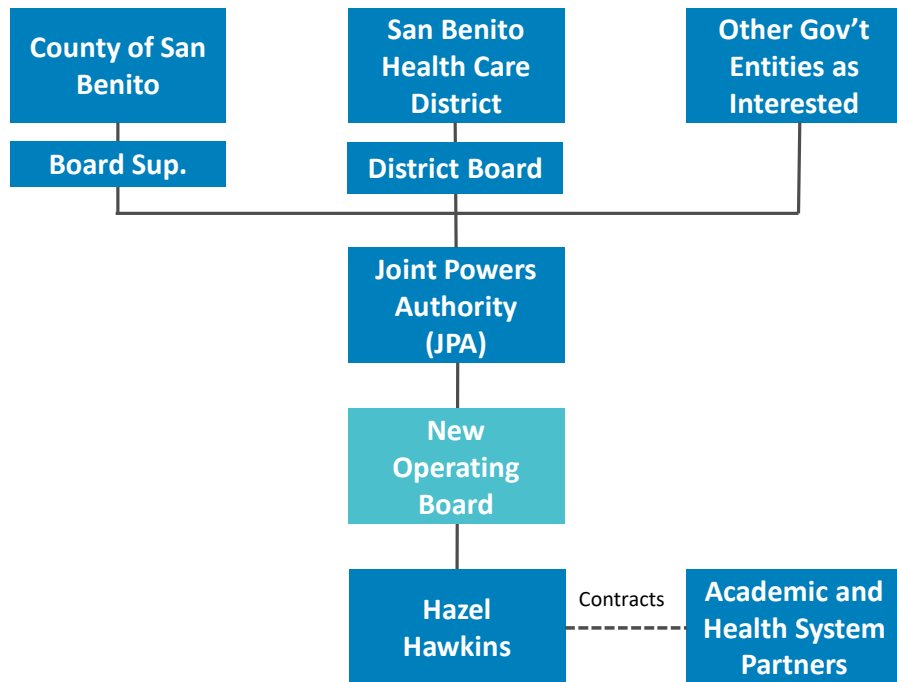 County of San
Benito
San Benito
Health Care
District
Other Gov't
Entities as
Interested
Board Sup.
District Board
Joint Powers
Authority
(JPA)
New
Operating
Board
Hazel
Hawkins
Contracts
Academic and
Health System
Partners